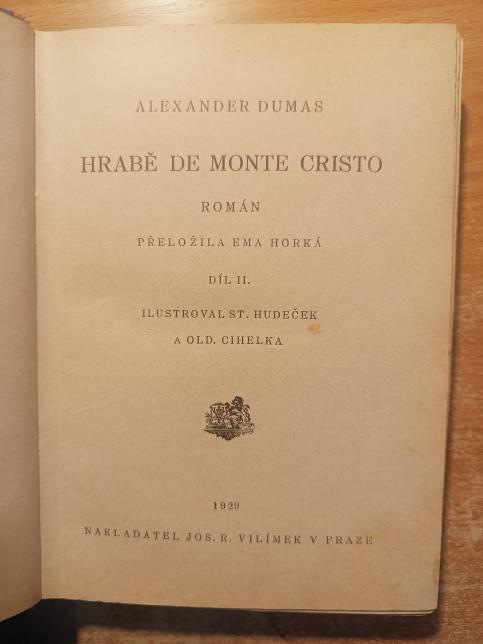 ALEXANDER DUMAS
HRABĚ DE MONTE CRISTO
ROMÁN
PŘELOŽILA EMA HORKÁ
DÍL II.
ILUSTROVAL ST. HUDEČEK
A OLD. CIHELKA
1929
NAKLADATEL JOS. R. VILÍMEK V PRAZE